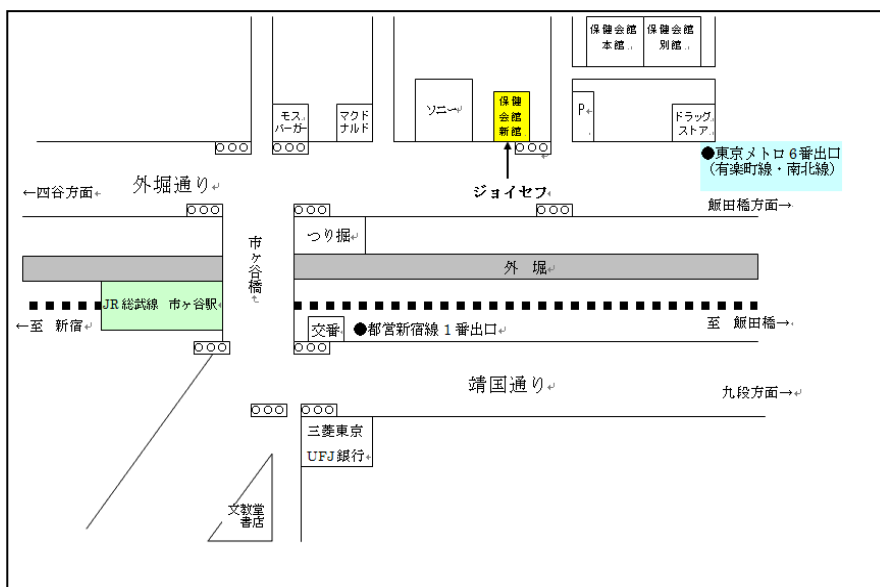 保健会館
本館
保健会館
別館
モス
バーガー
マクド
ナルド
ソニー
保健
会館
新館
P
ドラッグ
ストア
●東京メトロ6番出口
(有楽町線・南北線)
外堀通り
←四谷方面
ジョイセフ
飯田橋方面→
市ヶ谷橋
つり掘
外 堀
JR総武線 市ヶ谷駅
←至 新宿
交番
●都営新宿線1番出口
至 飯田橋→
靖国通り
九段方面→
三菱東京
UFJ銀行
文教堂
書店